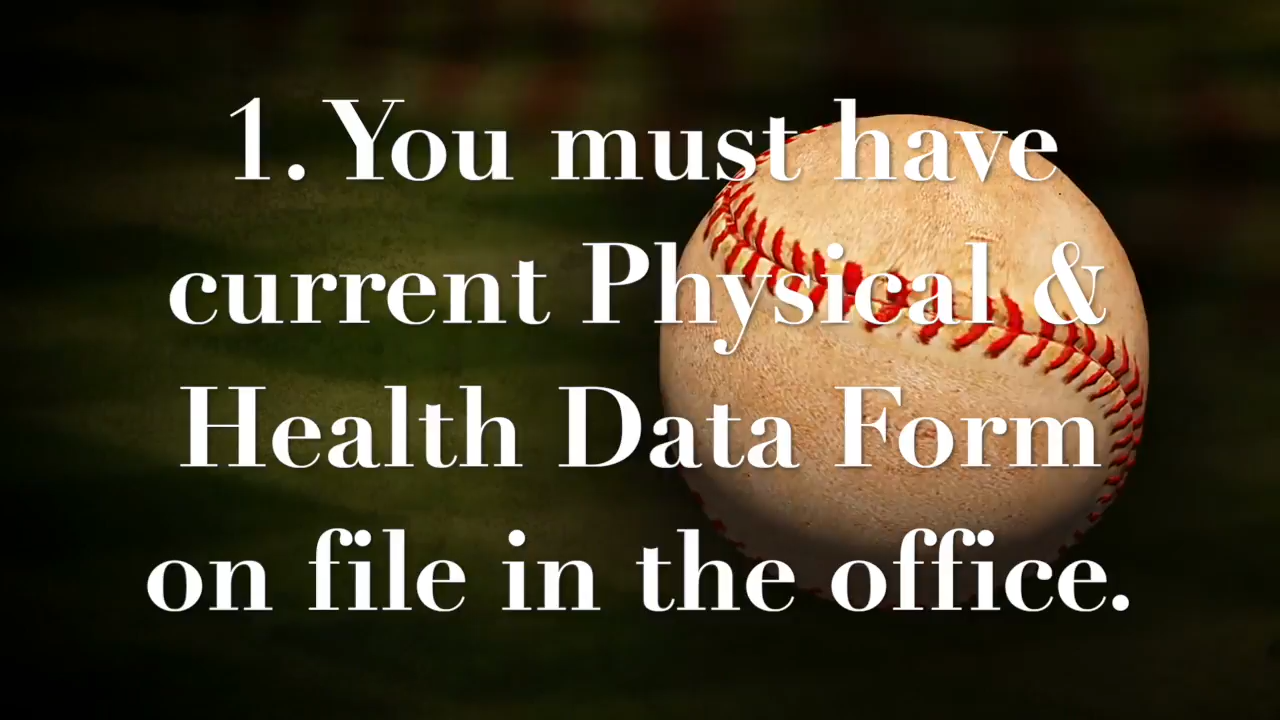 1. You must have
current Physical &
Health Data Form
on file in the office.